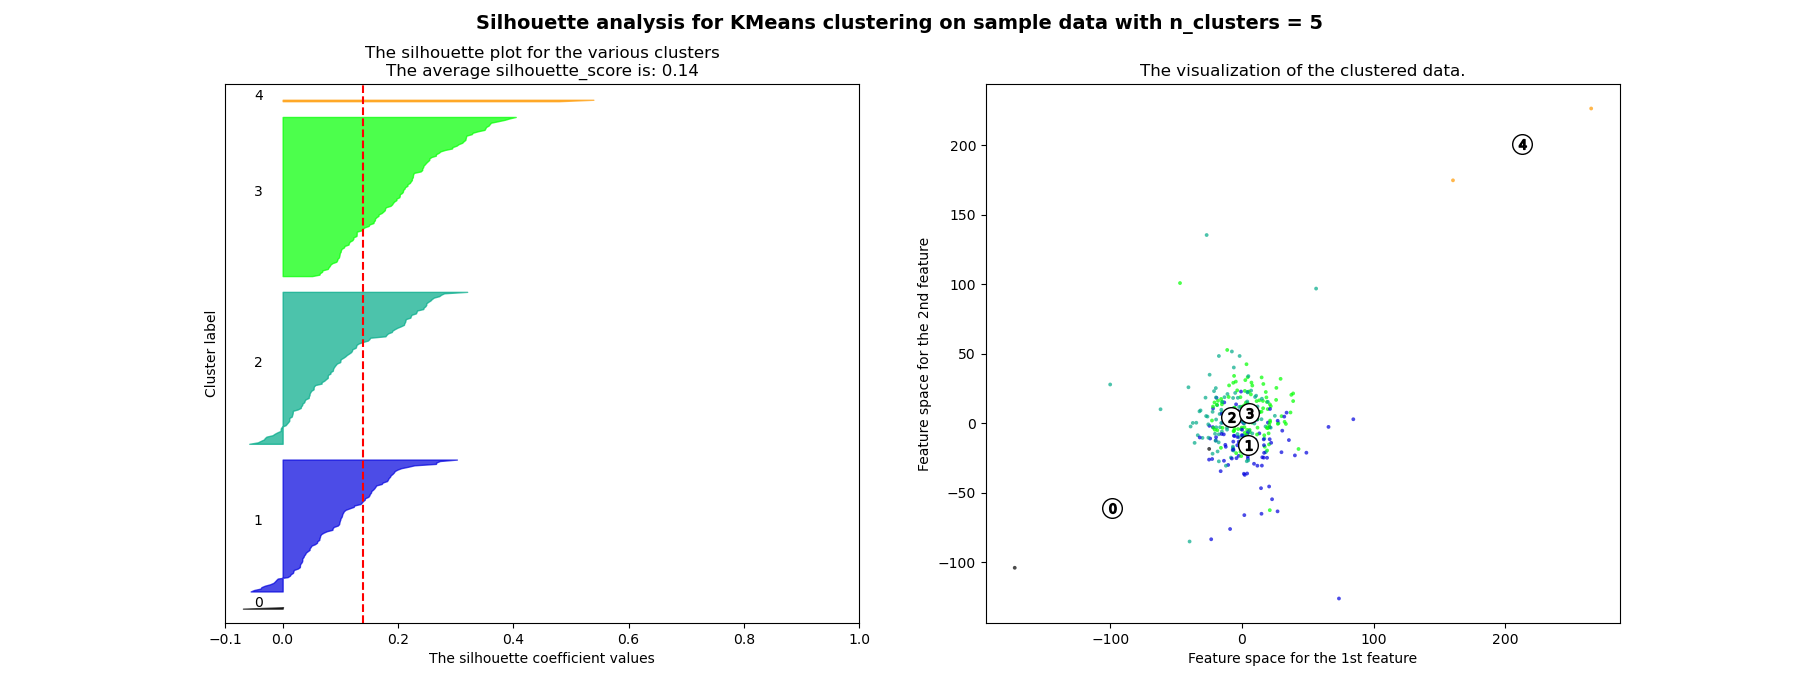 Silhouette analysis for KMeans clustering on sample data with n_clusters = 5
The silhouette plot for the various clusters
The average silhouette_score is: 0.14
4
3
2
1
0
Cluster label
−0.1 0.0 0.2 0.4 0.6 0.8 1.0
The silhouette coefficient values
The visualization of the clustered data.
Feature space for the 2nd feature
200
150
100
50
0
−50
−100
4
3
2
1
0
−100 0 100 200
Feature space for the 1st feature